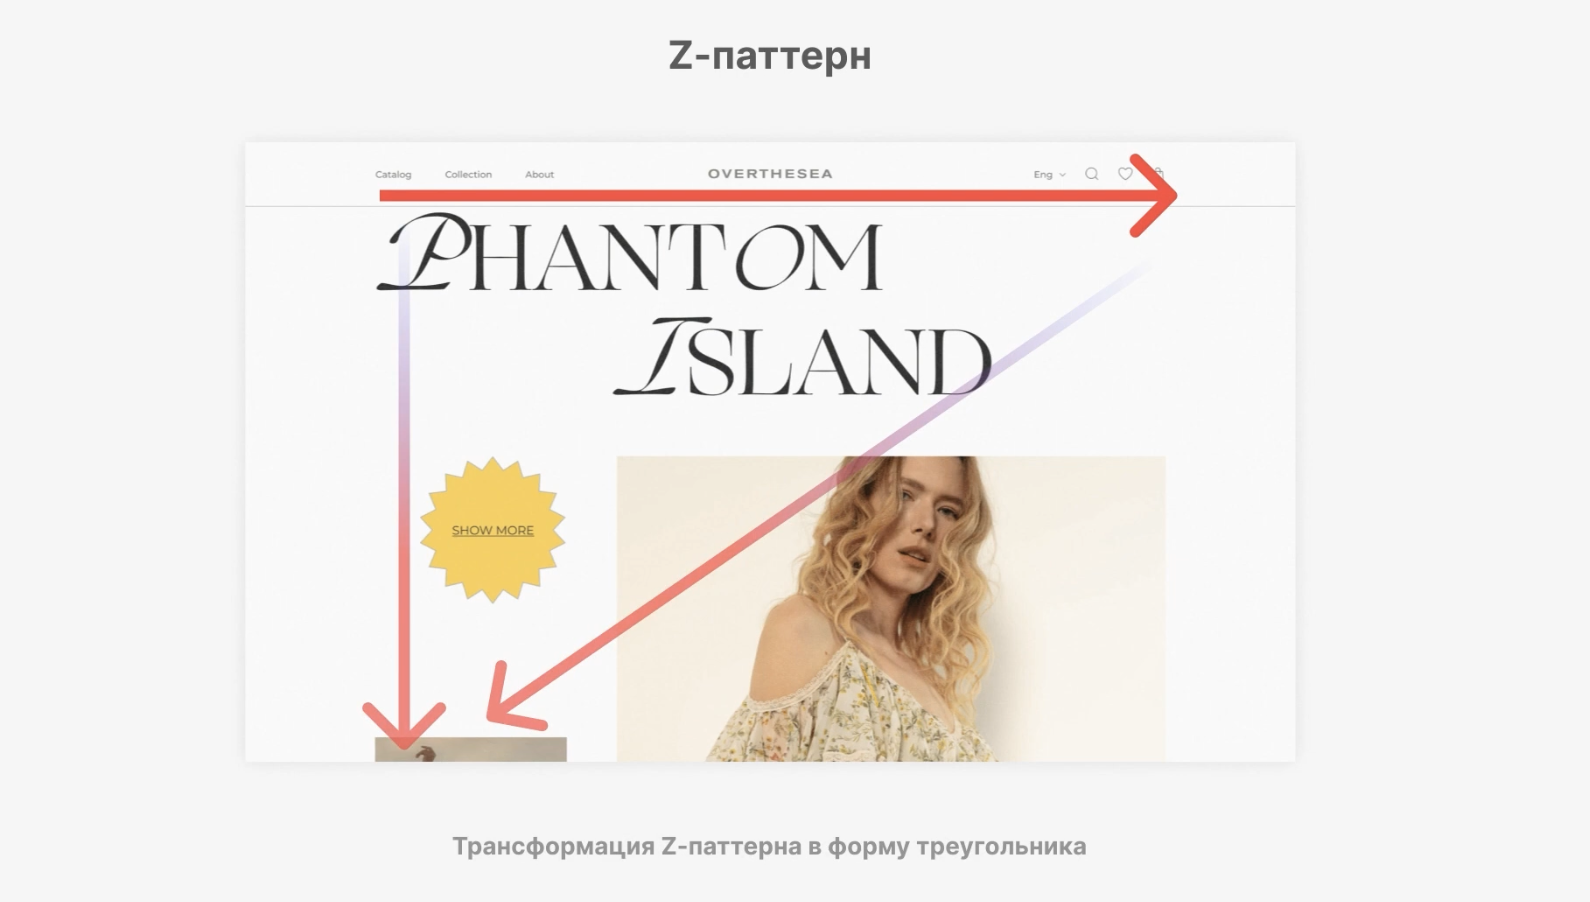 Z-паттерн
Catalog Collection About OVERTHESEA Eng
PHANTOM
ISLAND
SHOW MORE
Трансформация Z-паттерна в форму треугольника